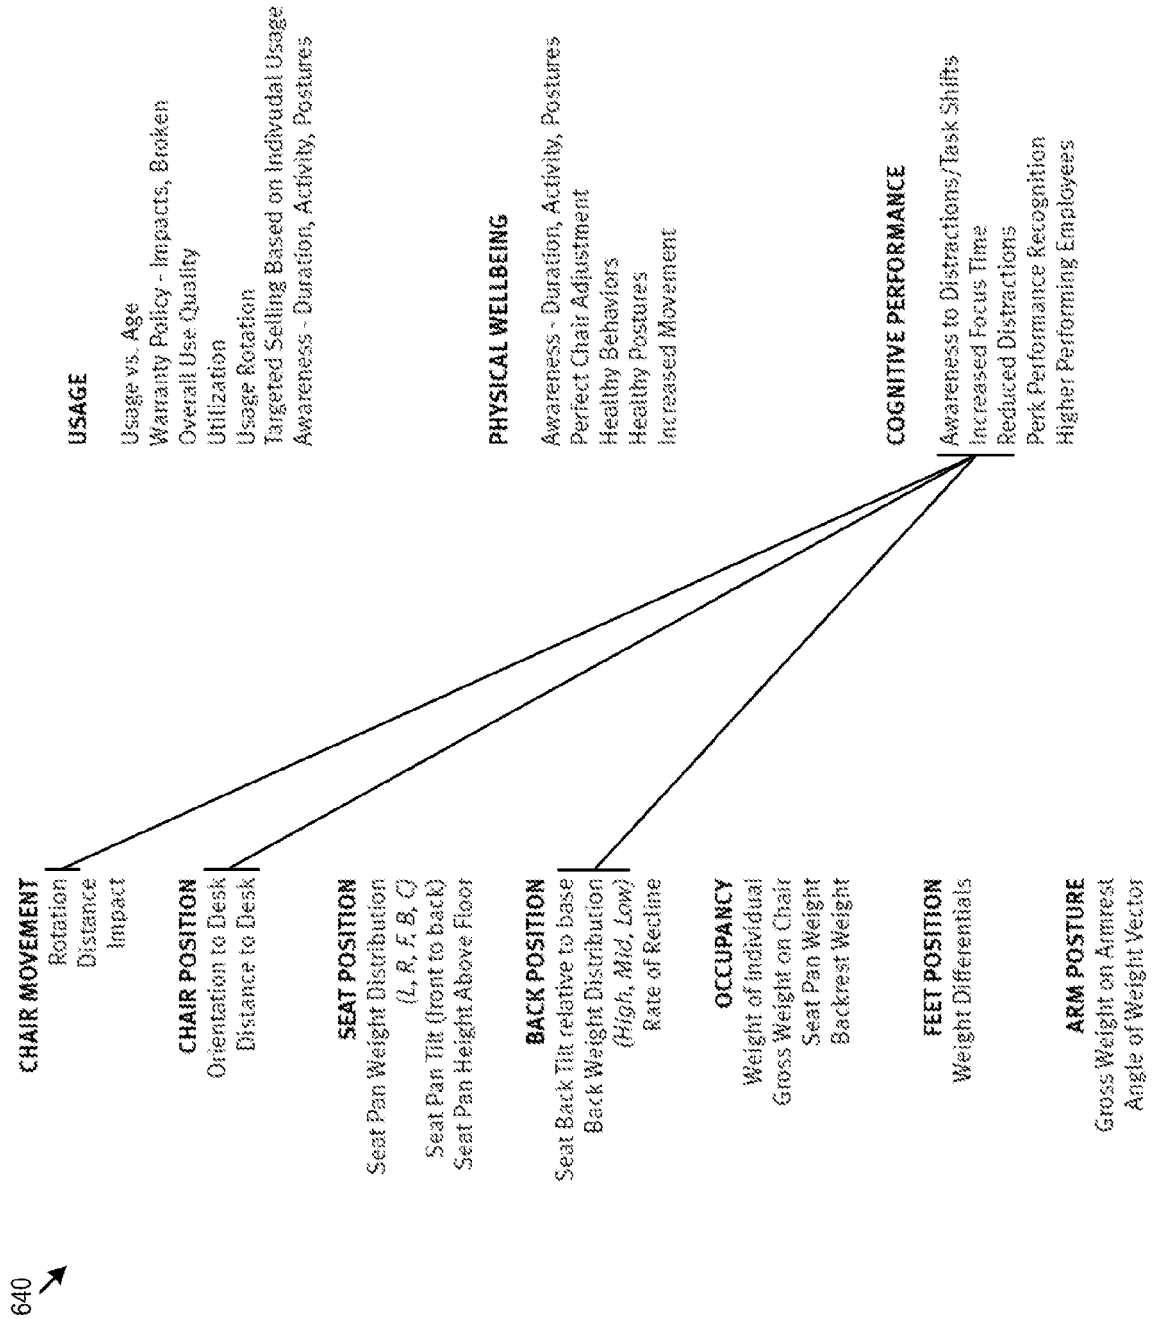 640
CHAIR MOVEMENT
Rotation
Distance
Impact
CHAIR POSITION
Orientation to Desk
Distance to Desk
SEAT POSITION
Seat Pan Weight Distribution
(L, R, F, B, C)
Seat Pan Tilt (front to back)
Seat Pan Height Above Floor
BACK POSITION
Seat Back Tilt relative to base
Back Weight Distribution
(High, Mid, Low)
Rate of Recline
OCCUPANCY
Weight of Individual
Gross Weight on Chair
Seat Pan Weight
Backrest Weight
FEET POSITION
Weight Differentials
ARM POSTURE
Gross Weight on Armrest
Angle of Weight Vector
USAGE
Usage vs. Age
Warranty Policy - Impacts, Broken
Overall Use Quality
Utilization
Usage Rotation
Targeted Selling Based on Indivudal Usage
Awareness - Duration, Activity, Postures
PHYSICAL WELLBEING
Awareness - Duration, Activity, Postures
Perfect Chair Adjustment
Healthy Behaviors
Healthy Postures
Increased Movement
COGNITIVE PERFORMANCE
Awareness to Distractions/Task Shifts
Increased Focus Time
Reduced Distractions
Perk Performance Recognition
Higher Performing Employees